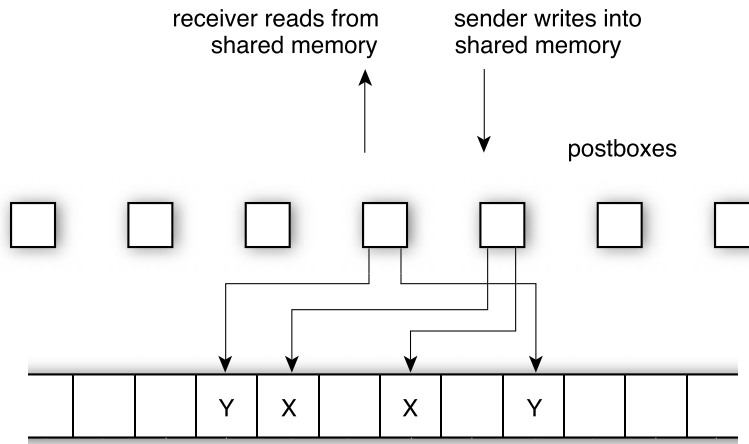 receiver reads from
shared memory
sender writes into
shared memory
postboxes
Y X X Y